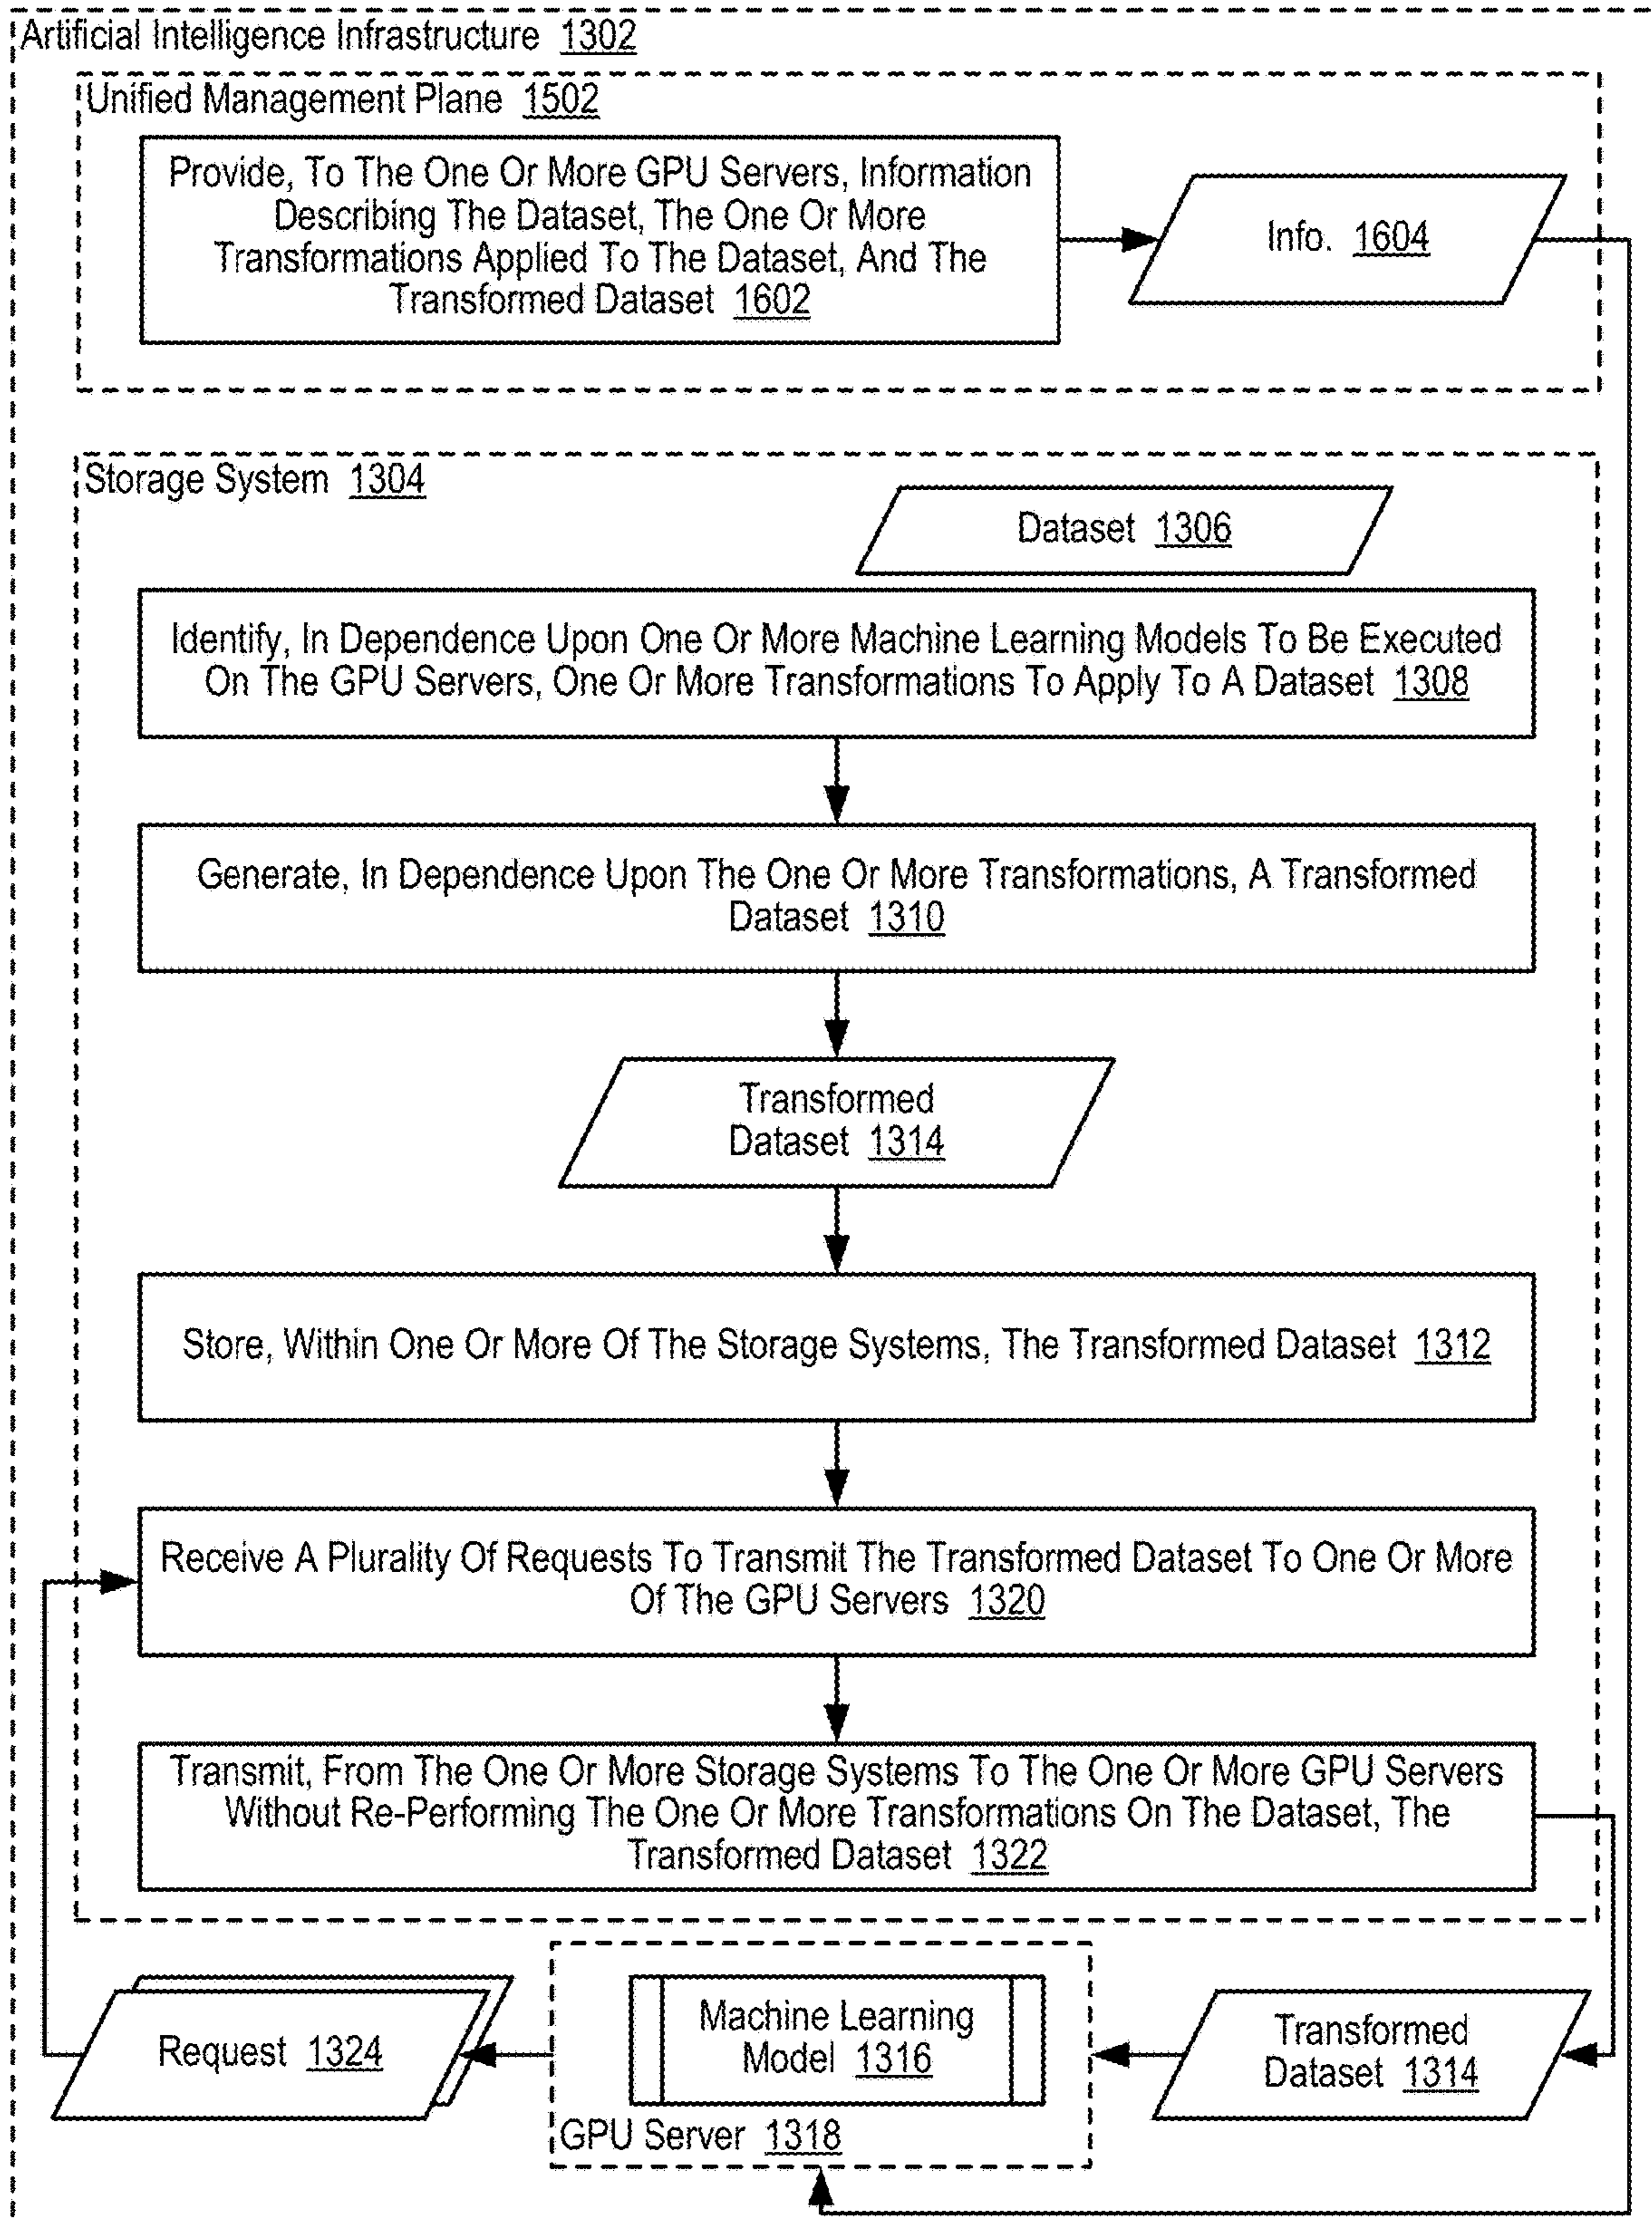 Artificial Intelligence Infrastructure 1302
Unified Management Plane 1502
Provide, To The One Or More GPU Servers, Information
Describing The Dataset, The One Or More
Transformations Applied To The Dataset, And The
Transformed Dataset 1602
Info. 1604
Storage System 1304
Dataset 1306
Identify, In Dependence Upon One Or More Machine Learning Models To Be Executed
On The GPU Servers, One Or More Transformations To Apply To A Dataset 1308
Generate, In Dependence Upon The One Or More Transformations, A Transformed
Dataset 1310
Transformed
Dataset 1314
Store, Within One Or More Of The Storage Systems, The Transformed Dataset 1312
Receive A Plurality Of Requests To Transmit The Transformed Dataset To One Or More
Of The GPU Servers 1320
Transmit, From The One Or More Storage Systems To The One Or More GPU Servers
Without Re-Performing The One Or More Transformations On The Dataset, The
Transformed Dataset 1322
Request 1324
Machine Learning
Model 1316
GPU Server 1318
Transformed
Dataset 1314